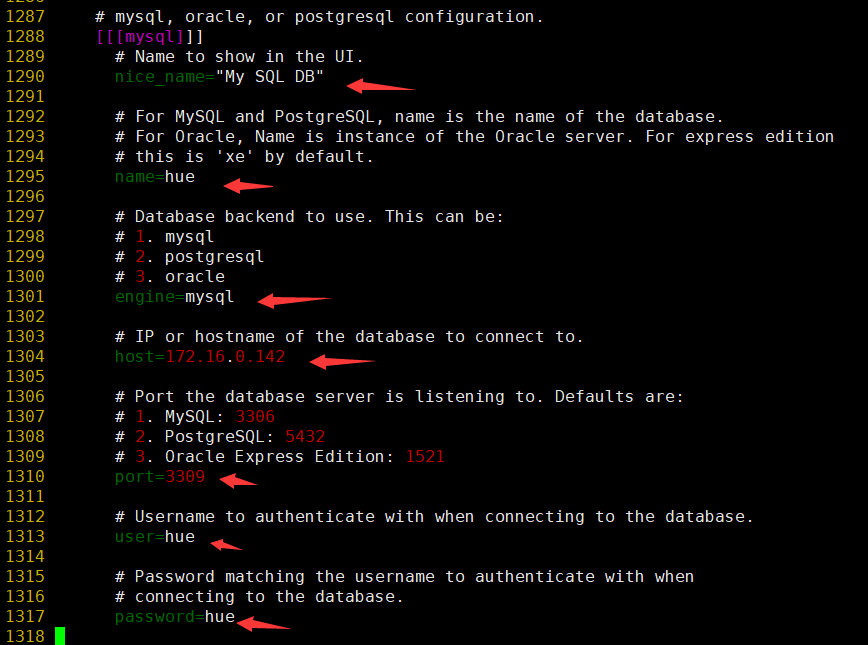 1287 # mysql, oracle, or postgresql configuration.
1288 [[[mysql]]]
1289 # Name to show in the UI.
1290 nice_name="My SQL DB"
1291
1292 # For MySQL and PostgreSQL, name is the name of the database.
1293 # For Oracle, Name is instance of the Oracle server. For express edition
1294 # this is 'xe' by default.
1295 name=hue
1296
1297 # Database backend to use. This can be:
1298 # 1. mysql
1299 # 2. postgresql
1300 # 3. oracle
1301 engine=mysql
1302
1303 # IP or hostname of the database to connect to.
1304 host=172.16.0.142
1305
1306 # Port the database server is listening to. Defaults are:
1307 # 1. MySQL: 3306
1308 # 2. PostgreSQL: 5432
1309 # 3. Oracle Express Edition: 1521
1310 port=3309
1311
1312 # Username to authenticate with when connecting to the database.
1313 user=hue
1314
1315 # Password matching the username to authenticate with when
1316 # connecting to the database.
1317 password=hue
1318